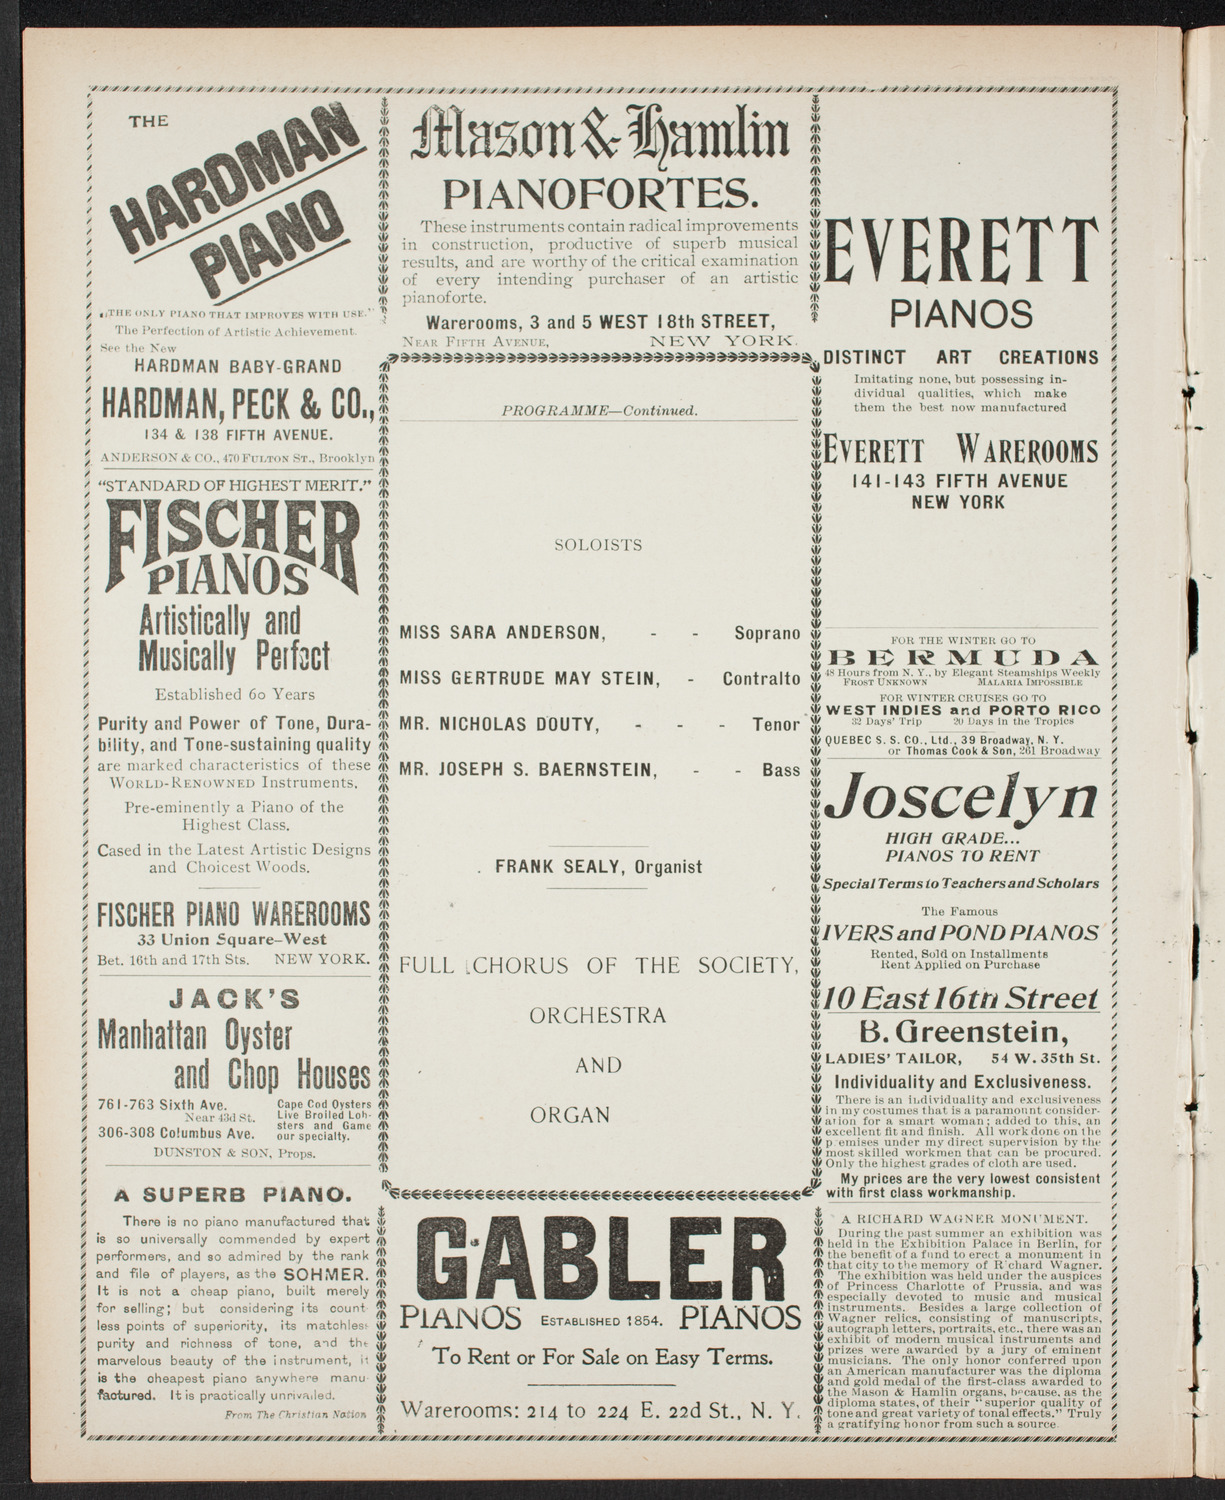 THE
HARDMAN
PIANO
"THE ONLY PIANO THAT IMPROVES WITH USE."
The Perfection of Artistic Achievement.
See the New
HARDMAN BABY-GRAND
HARDMAN, PECK & CO.,
134 & 138 FIFTH AVENUE.
ANDERSON & CO., 470 FULTON ST., Brooklyn
"STANDARD OF HIGHEST MERIT."
FISCHER
PIANOS
Artistically and
Musically Perfect
Established 60 Years
Purity and Power of Tone, Dura-
bility, and Tone-sustaining quality
are marked characteristics of these
WORLD-RENOWNED Instruments.
Pre-eminently a Piano of the
Highest Class.
Cased in the Latest Artistic Designs
and Choicest Woods.
FISCHER PIANO WAREROOMS
33 Union Square-West
Bet. 16th and 17th Sts. NEW YORK.
JACK'S
Manhattan Oyster
and Chop Houses
761-763 Sixth Ave.
Near 43d St.
306-308 Columbus Ave.
Cape Cod Oysters
Live Broiled Lob-
sters and Game
our specialty.
DUNSTON & SON, Props.
A SUPERB PIANO.
There is no piano manufactured that
is so universally commended by expert
performers, and so admired by the rank
and file of players, as the SOHMER.
It is not a cheap piano, built merely
for selling; but considering its count-
less points of superiority, its matchless
purity and richness of tone, and the
marvelous beauty of the instrument, it
is the cheapest piano anywhere manu-
factured. It is practically unrivaled.
From The Christian Nation
Mason & Hamlin
PIANOFORTES.
These instruments contain radical improvements
in construction, productive of superb musical
results, and are worthy of the critical examination
of every intending purchaser of an artistic
pianoforte.
Warerooms, 3 and 5 WEST 18th STREET,
NEAR FIFTH AVENUE, NEW YORK.
PROGRAMME—Continued.
SOLOISTS
MISS SARA ANDERSON, - - Soprano
MISS GERTRUDE MAY STEIN, - Contralto
MR. NICHOLAS DOUTY, - - - Tenor
MR. JOSEPH S. BAERNSTEIN, - - Bass
FRANK SEALY, Organist
FULL CHORUS OF THE SOCIETY,
ORCHESTRA
AND
ORGAN
GABLER
PIANOS ESTABLISHED 1854. PIANOS
To Rent or For Sale on Easy Terms.
Warerooms: 214 to 224 E. 22d St., N. Y.
EVERETT
PIANOS
DISTINCT ART CREATIONS
Imitating none, but possessing in-
dividual qualities, which make
them the best now manufactured
EVERETT WAREROOMS
141-143 FIFTH AVENUE
NEW YORK
FOR THE WINTER GO TO
BERMUDA
48 Hours from N. Y., by Elegant Steamships Weekly
FROST UNKNOWN MALARIA IMPOSSIBLE
FOR WINTER CRUISES GO TO
WEST INDIES and PORTO RICO
32 Days' Trip 20 Days in the Tropics
QUEBEC S. S. CO., Ltd., 39 Broadway, N. Y.
or Thomas Cook & Son, 261 Broadway
Joscelyn
HIGH GRADE...
PIANOS TO RENT
Special Terms to Teachers and Scholars
The Famous
IVERS and POND PIANOS
Rented, Sold on Installments
Rent Applied on Purchase
10 East 16th Street
B. Greenstein,
LADIES' TAILOR, 54 W. 35th St.
Individuality and Exclusiveness.
There is an individuality and exclusiveness
in my costumes that is a paramount consider-
ation for a smart woman; added to this, an
excellent fit and finish. All work done on the
premises under my direct supervision by the
most skilled workmen that can be procured.
Only the highest grades of cloth are used.
My prices are the very lowest consistent
with first class workmanship.
A RICHARD WAGNER MONUMENT.
During the past summer an exhibition was
held in the Exhibition Palace in Berlin, for
the benefit of a fund to erect a monument in
that city to the memory of Richard Wagner.
The exhibition was held under the auspices
of Princess Charlotte of Prussia, and was
especially devoted to music and musical
instruments. Besides a large collection of
Wagner relics, consisting of manuscripts,
autograph letters, portraits, etc., there was an
exhibit of modern musical instruments and
prizes were awarded by a jury of eminent
musicians. The only honor conferred upon
an American manufacturer was the diploma
and gold medal of the first-class awarded to
the Mason & Hamlin organs, because, as the
diploma states, of their "superior quality of
tone and great variety of tonal effects." Truly
a gratifying honor from such a source.